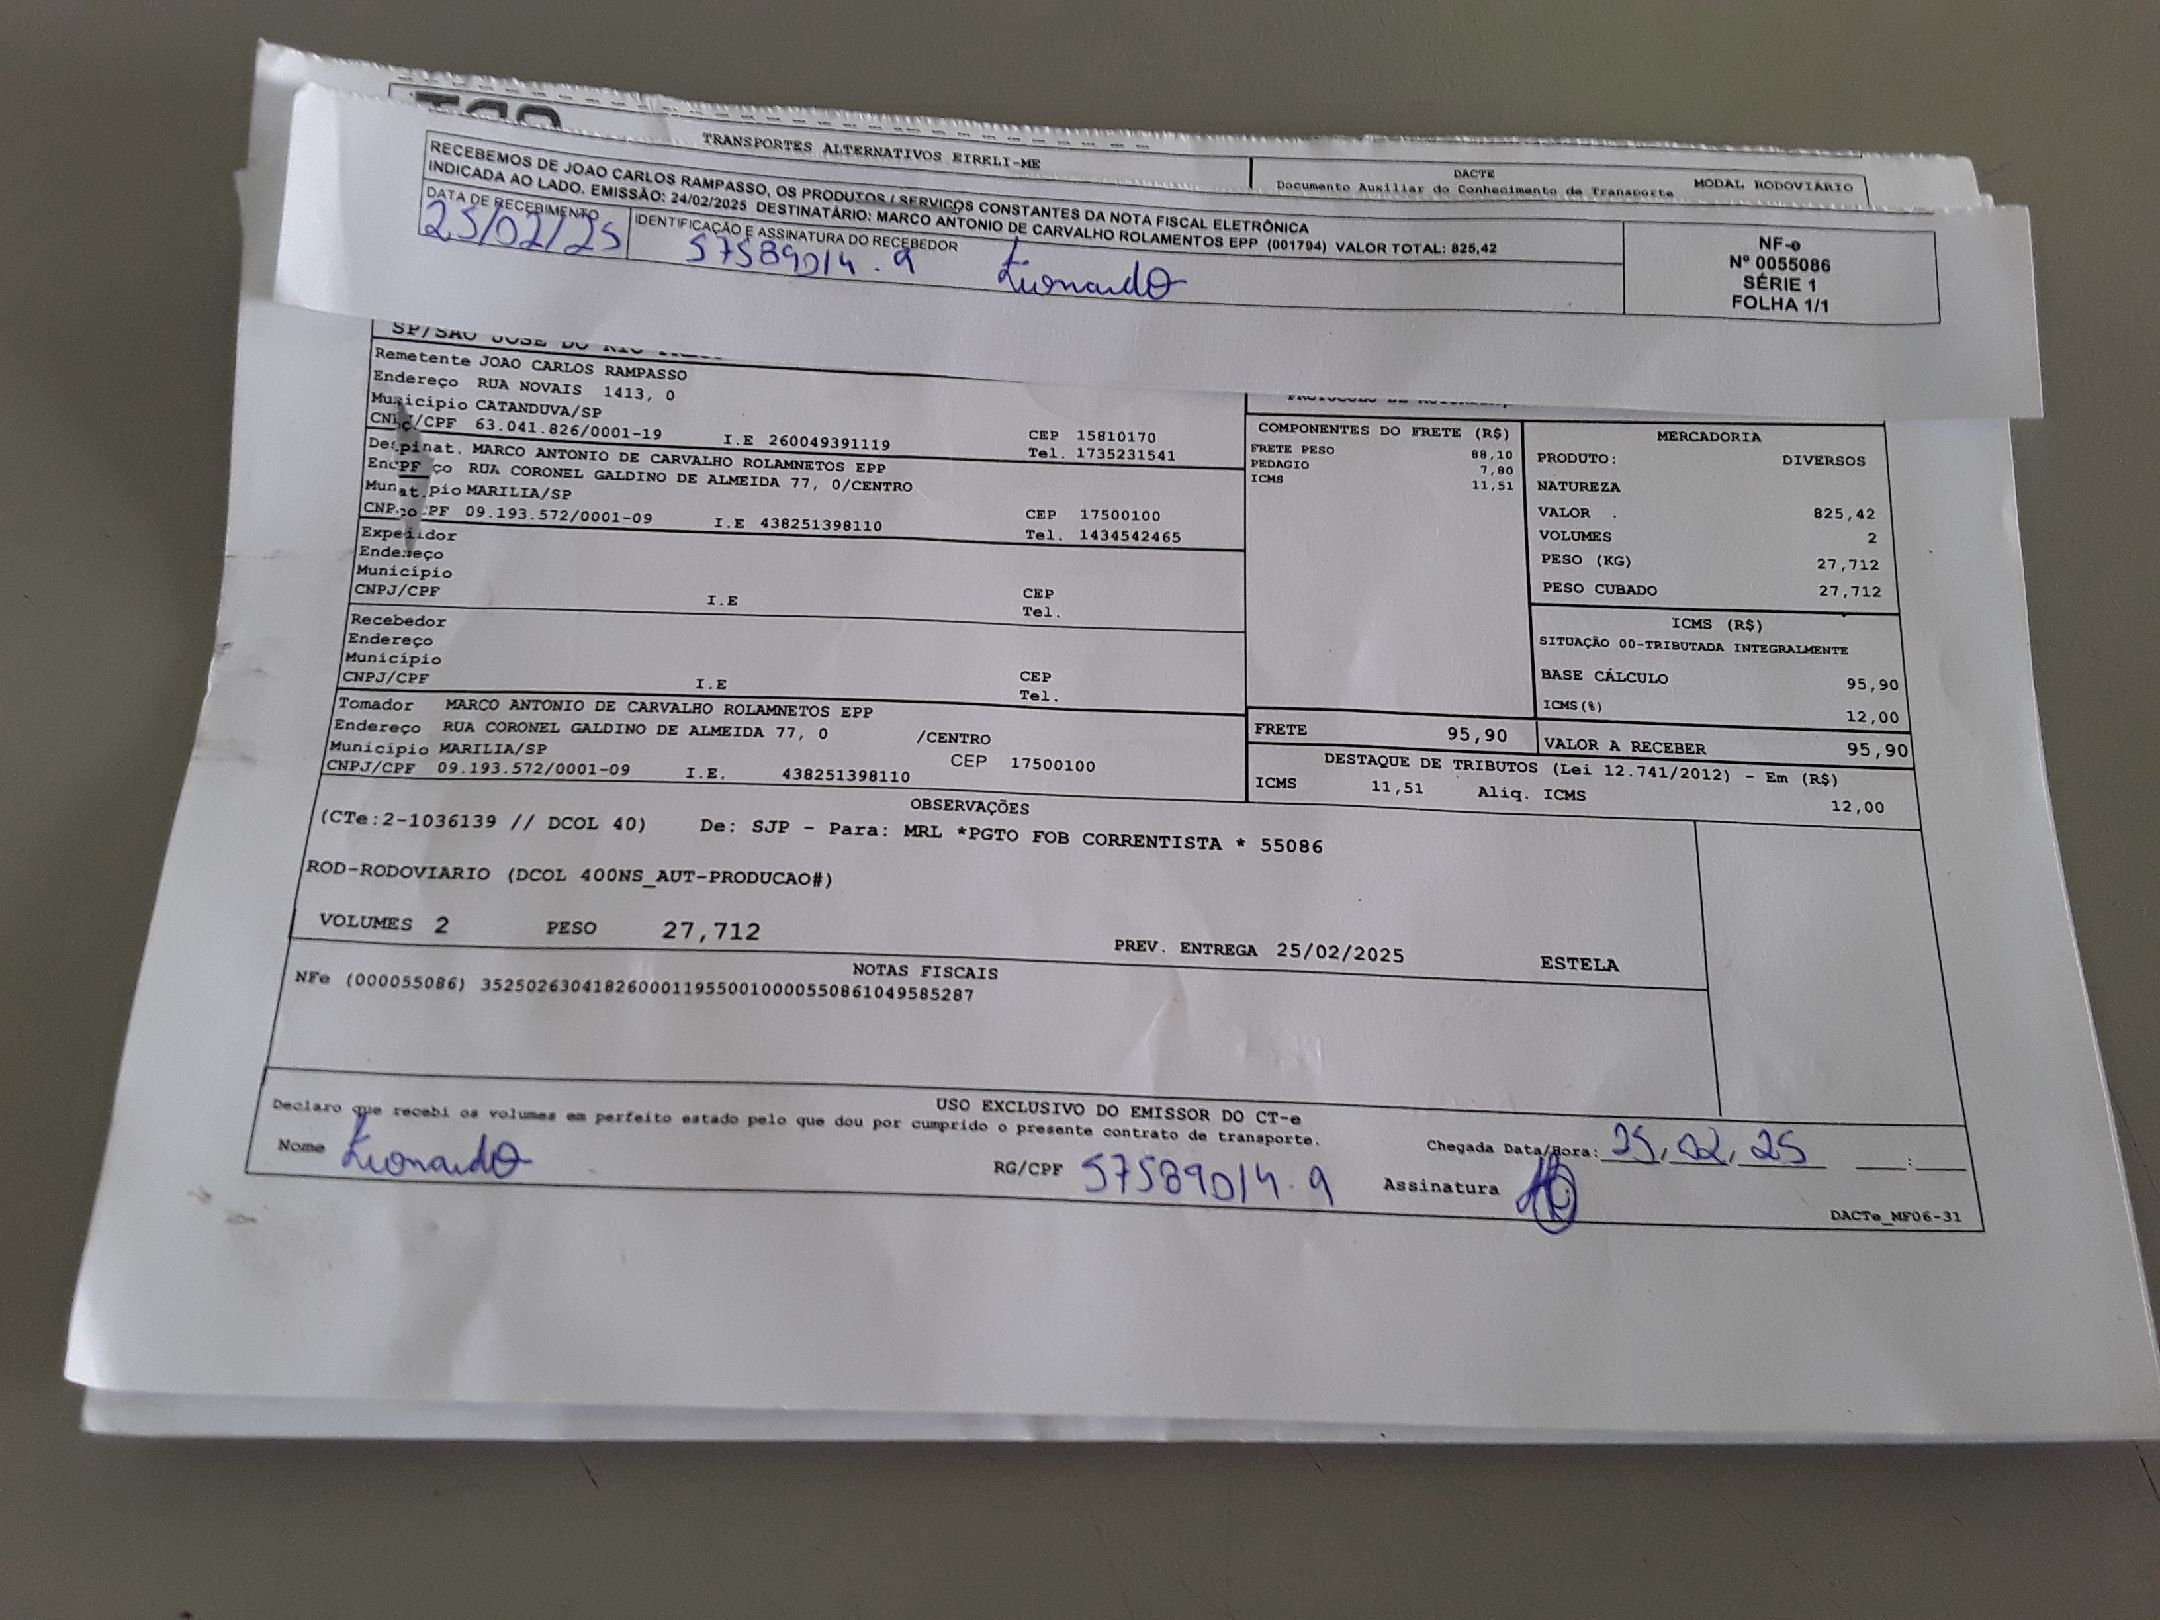 TRANSPORTES ALTERNATIVOS EIRELI-ME
DACTE
Documento Auxiliar do Conhecimento de Transporte
MODAL RODOVIÁRIO
RECEBEMOS DE JOAO CARLOS RAMPASSO, OS PRODUTOS / SERVIÇOS CONSTANTES DA NOTA FISCAL ELETRÔNICA
INDICADA AO LADO. EMISSÃO: 24/02/2025 DESTINATÁRIO: MARCO ANTONIO DE CARVALHO ROLAMENTOS EPP (001794) VALOR TOTAL: 825,42
DATA DE RECEBIMENTO
25/02/25
IDENTIFICAÇÃO E ASSINATURA DO RECEBEDOR
57589014.9 Lionardo
NF-e
Nº 0055086
SÉRIE 1
FOLHA 1/1
Remetente JOAO CARLOS RAMPASSO
Endereço RUA NOVAIS 1413, 0
Município CATANDUVA/SP
CNPJ/CPF 63.041.826/0001-19 I.E 260049391119 CEP 15810170
Tel. 1735231541
MARCO ANTONIO DE CARVALHO ROLAMNETOS EPP
RUA CORONEL GALDINO DE ALMEIDA 77, 0/CENTRO
MARILIA/SP
09.193.572/0001-09 I.E 438251398110 CEP 17500100
Tel. 1434542465
Expedidor
Endereço
Município
CNPJ/CPF I.E CEP
Tel.
Recebedor
Endereço
Município
CNPJ/CPF I.E CEP
Tel.
Tomador MARCO ANTONIO DE CARVALHO ROLAMNETOS EPP
Endereço RUA CORONEL GALDINO DE ALMEIDA 77, 0 /CENTRO
Município MARILIA/SP CEP 17500100
CNPJ/CPF 09.193.572/0001-09 I.E. 438251398110
COMPONENTES DO FRETE (R$)
FRETE PESO 88,10
PEDAGIO 7,80
ICMS 11,51
MERCADORIA
PRODUTO: DIVERSOS
NATUREZA
VALOR . 825,42
VOLUMES 2
PESO (KG) 27,712
PESO CUBADO 27,712
ICMS (R$)
SITUAÇÃO 00-TRIBUTADA INTEGRALMENTE
BASE CÁLCULO 95,90
ICMS(%) 12,00
FRETE 95,90
VALOR A RECEBER 95,90
DESTAQUE DE TRIBUTOS (Lei 12.741/2012) - Em (R$)
ICMS 11,51 Aliq. ICMS 12,00
OBSERVAÇÕES
(CTe:2-1036139 // DCOL 40) De: SJP - Para: MRL *PGTO FOB CORRENTISTA * 55086
ROD-RODOVIARIO (DCOL 400NS_AUT-PRODUCAO#)
VOLUMES 2 PESO 27,712 PREV. ENTREGA 25/02/2025 ESTELA
NOTAS FISCAIS
NFe (000055086) 35250263041826000119550010000550861049585287
USO EXCLUSIVO DO EMISSOR DO CT-e
Declaro que recebi os volumes em perfeito estado pelo que dou por cumprido o presente contrato de transporte.
Chegada Data/Hora: 25,02,25 :
Nome Lionardo RG/CPF 57589014.9 Assinatura
DACTe_MF06-31